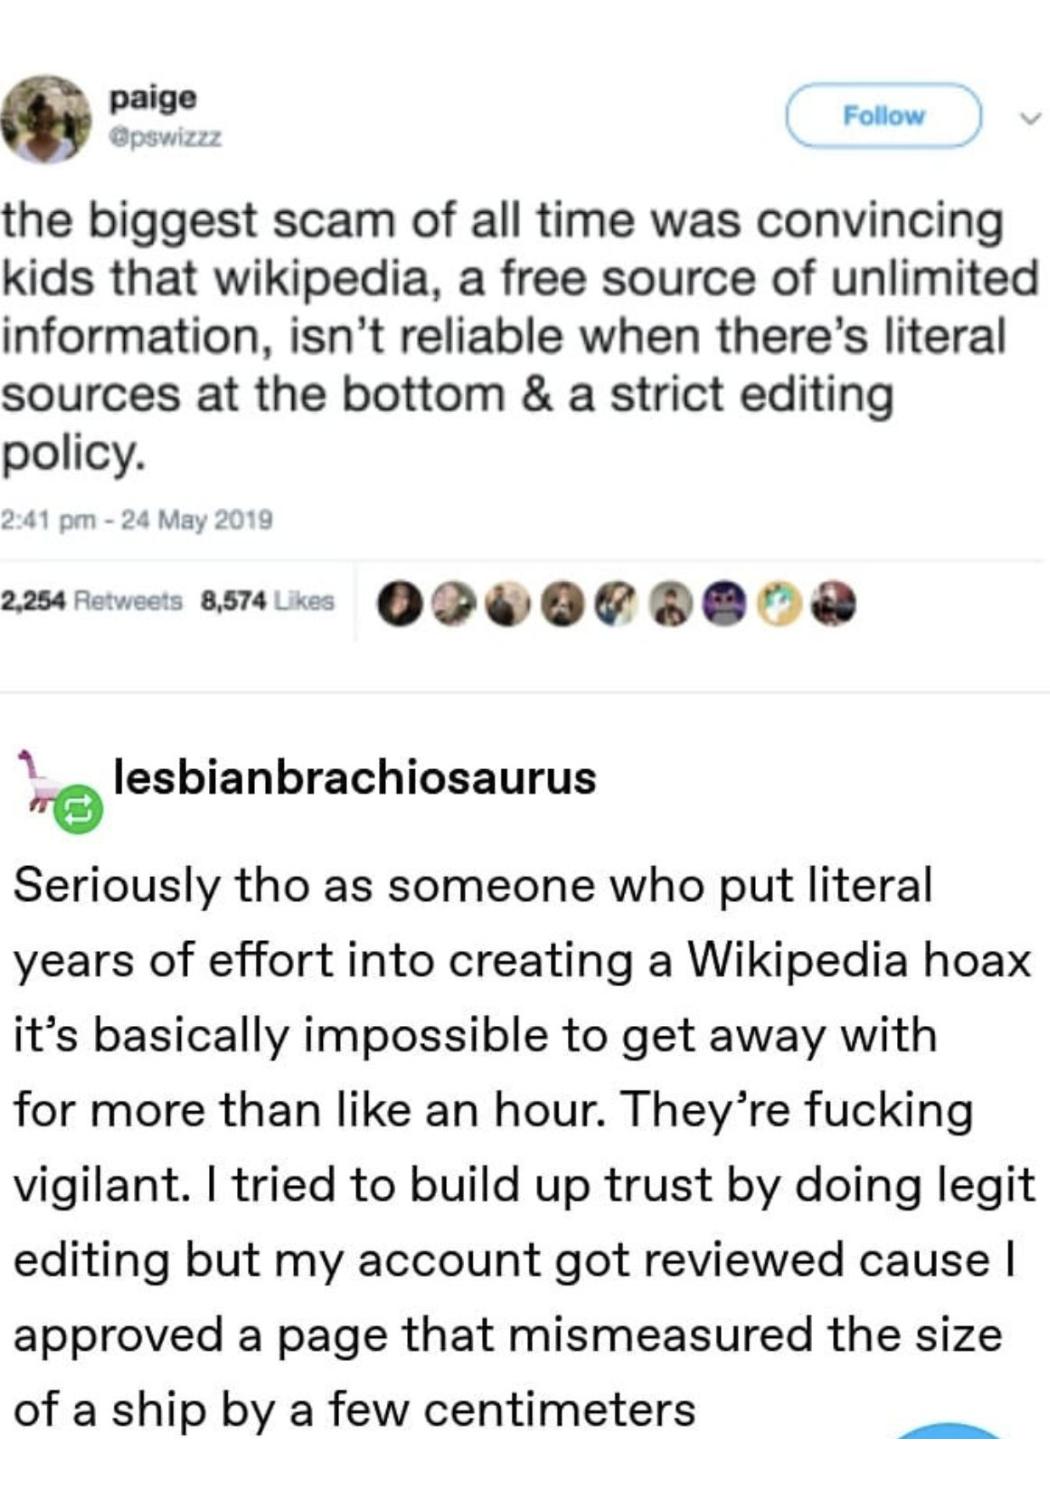 paige
@pswizzz
Follow
the biggest scam of all time was convincing
kids that wikipedia, a free source of unlimited
information, isn't reliable when there's literal
sources at the bottom & a strict editing
policy.
2:41 pm - 24 May 2019
2,254 Retweets 8,574 Likes
lesbianbrachiosaurus
Seriously tho as someone who put literal
years of effort into creating a Wikipedia hoax
it's basically impossible to get away with
for more than like an hour. They're fucking
vigilant. I tried to build up trust by doing legit
editing but my account got reviewed cause I
approved a page that mismeasured the size
of a ship by a few centimeters